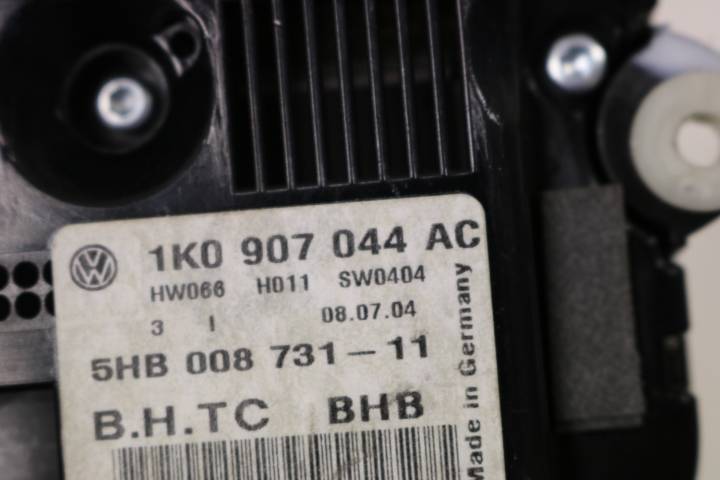 1K0 907 044 AC
HW066 H011 SW0404
3 I 08.07.04
5HB 008 731-11
B.H.TC BHB
Made in Germany